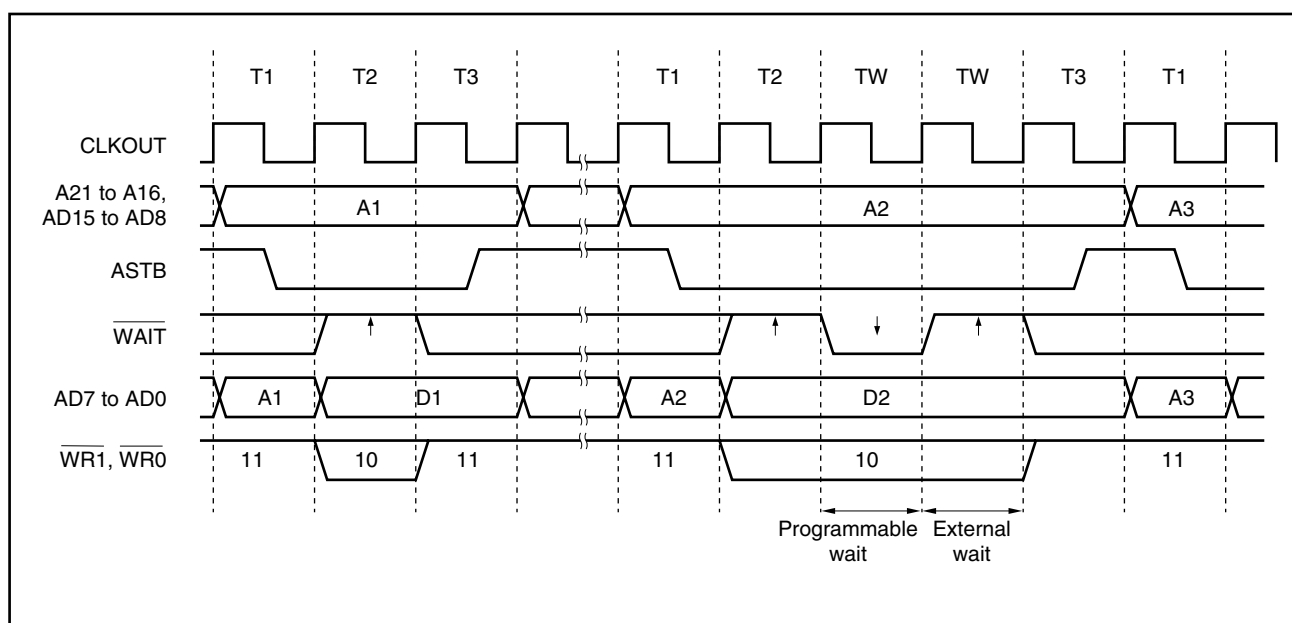 T1 T2 T3 T1 T2 TW TW T3 T1
CLKOUT
A21 to A16,
AD15 to AD8
A1 A2 A3
ASTB
WAIT
AD7 to AD0
A1 D1 A2 D2 A3
WR1, WR0
11 10 11 11 10 11
Programmable
wait
External
wait